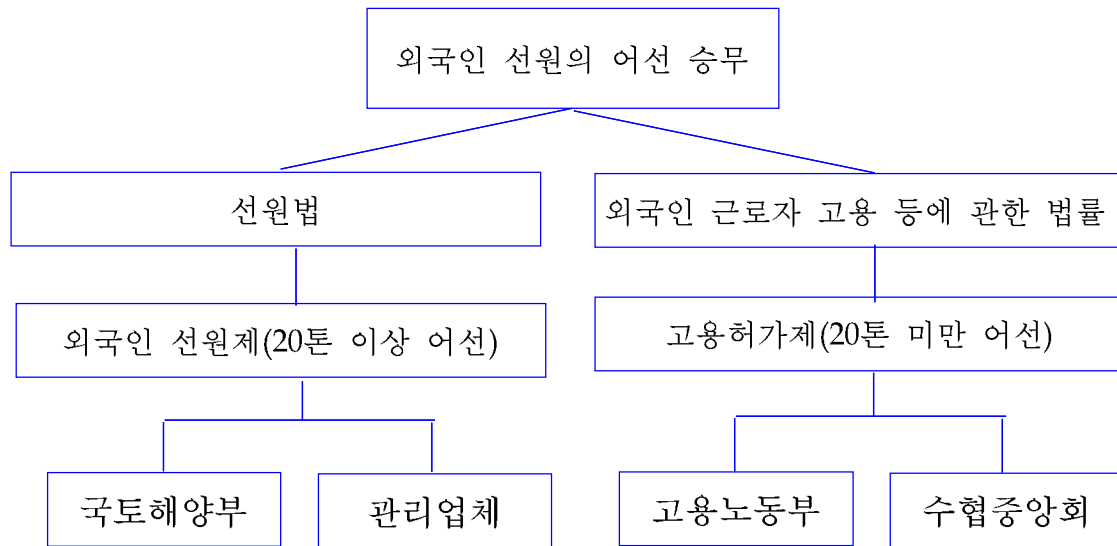 외국인 선원의 어선 승무
선원법
외국인 근로자 고용 등에 관한 법률
외국인 선원제(20톤 이상 어선)
고용허가제(20톤 미만 어선)
국토해양부
관리업체
고용노동부
수협중앙회